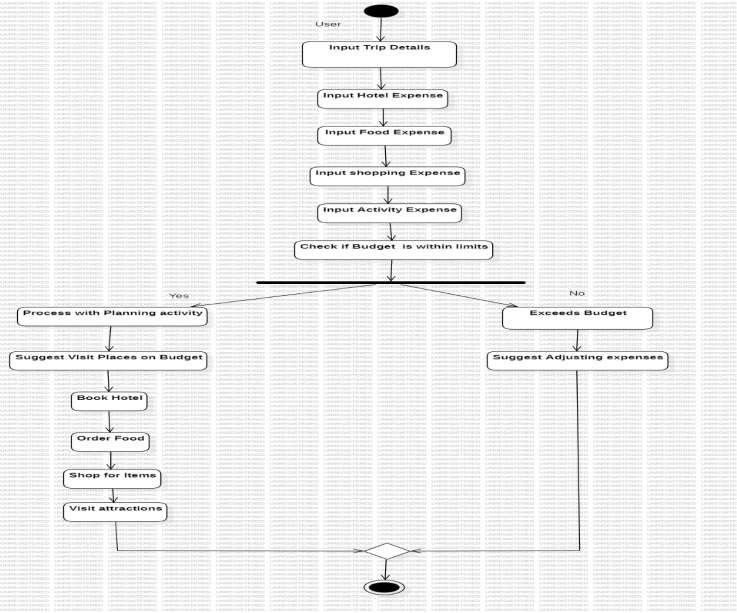 User
Input Trip Details
Input Hotel Expense
Input Food Expense
Input shopping Expense
Input Activity Expense
Check if Budget is within limits
Yes
No
Process with Planning activity
Exceeds Budget
Suggest Visit Places on Budget
Suggest Adjusting expenses
Book Hotel
Order Food
Shop for Items
Visit attractions